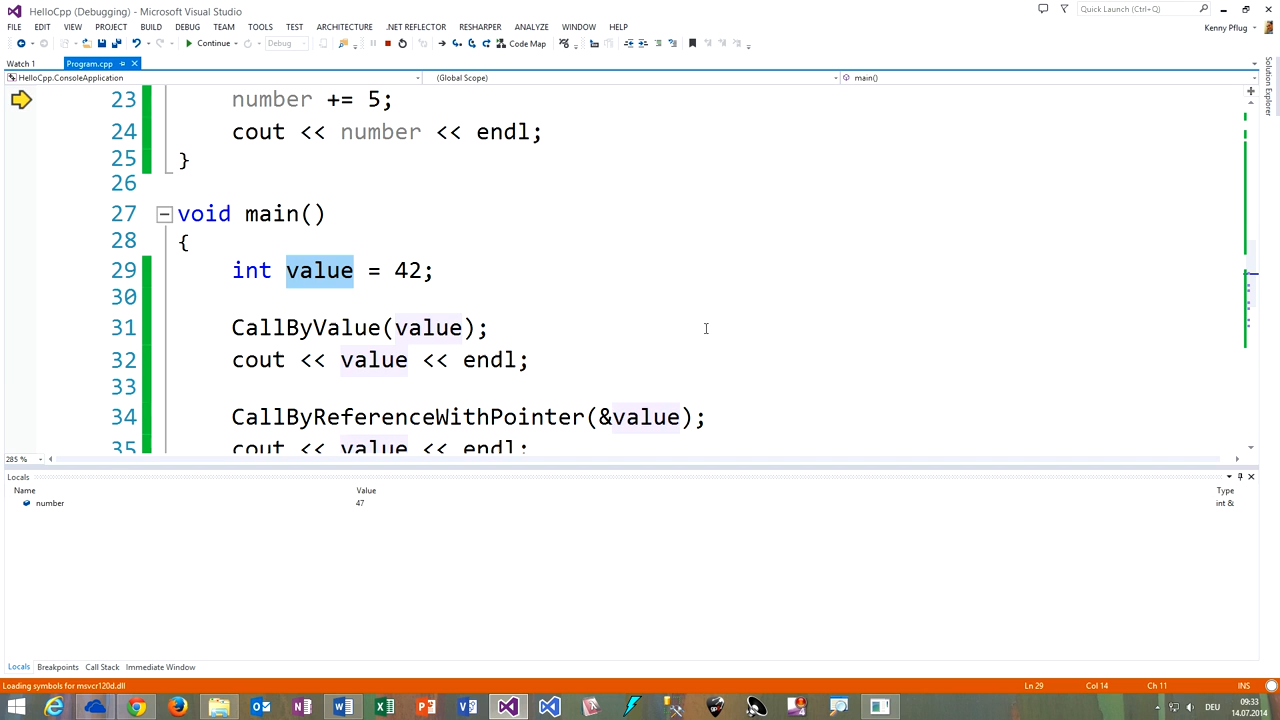 HelloCpp (Debugging) - Microsoft Visual Studio
Quick Launch (Ctrl+Q)
FILE EDIT VIEW PROJECT BUILD DEBUG TEAM TOOLS TEST ARCHITECTURE .NET REFLECTOR RESHARPER ANALYZE WINDOW HELP
Kenny Pflug
Continue Debug Code Map
Watch 1 Program.cpp
HelloCpp.ConsoleApplication (Global Scope) main()
Solution Explorer
23 number += 5;
24 cout << number << endl;
25 }
26
27 void main()
28 {
29 int value = 42;
30
31 CallByValue(value);
32 cout << value << endl;
33
34 CallByReferenceWithPointer(&value);
35 cout << value << endl;
285 %
Locals
Name Value Type
number 47 int &
Locals Breakpoints Call Stack Immediate Window
Loading symbols for msvcr120d.dll Ln 29 Col 14 Ch 11 INS
DEU 09:33
14.07.2014